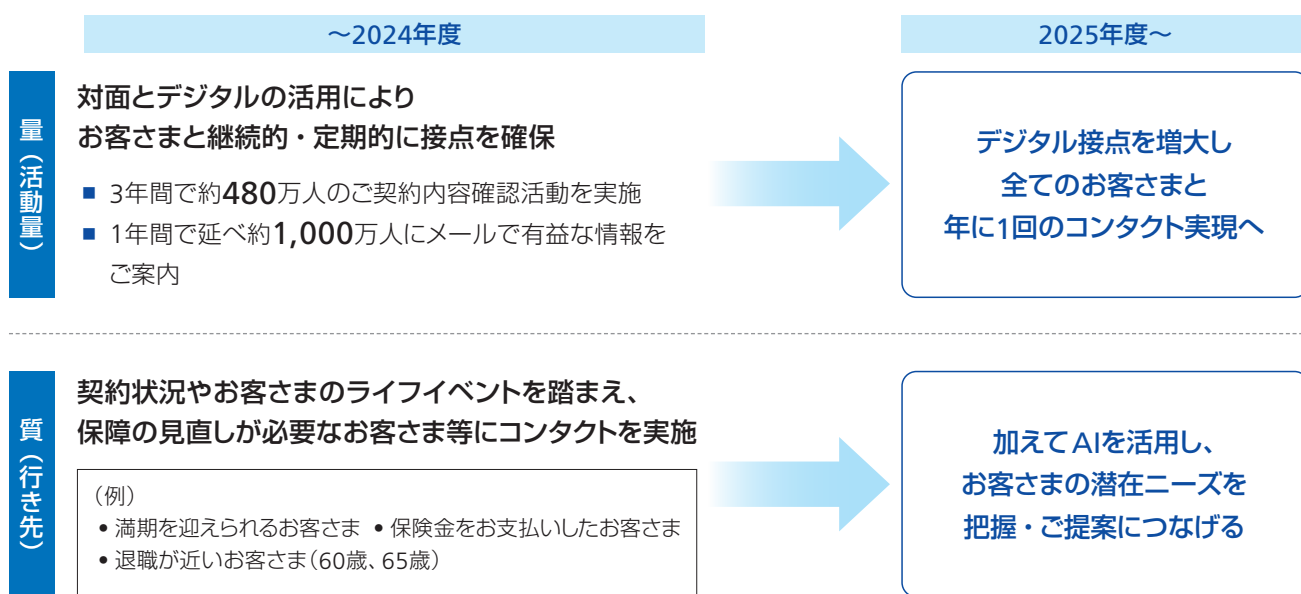 ～2024年度
2025年度～
量（活動量）
対面とデジタルの活用により
お客さまと継続的・定期的に接点を確保
■ 3年間で約480万人のご契約内容確認活動を実施
■ 1年間で延べ約1,000万人にメールで有益な情報を
ご案内
デジタル接点を増大し
全てのお客さまと
年に1回のコンタクト実現へ
質（行き先）
契約状況やお客さまのライフイベントを踏まえ、
保障の見直しが必要なお客さま等にコンタクトを実施
（例）
• 満期を迎えられるお客さま • 保険金をお支払いしたお客さま
• 退職が近いお客さま（60歳、65歳）
加えてAIを活用し、
お客さまの潜在ニーズを
把握・ご提案につなげる